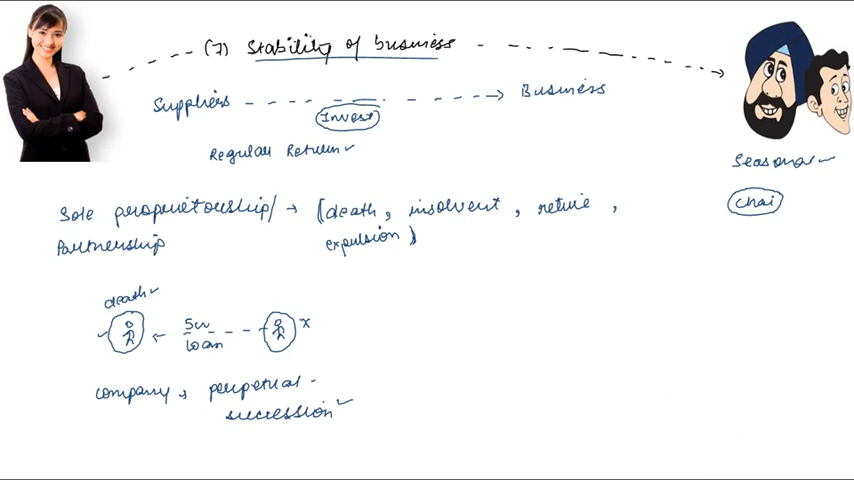 (7) Stability of business
Suppliers Business
Invest
Regular Return
Seasonal
Sole proprietorship/ → (death, insolvent, retire,
Partnership expulsion)
chai
death
loan
company, perpetual
succession